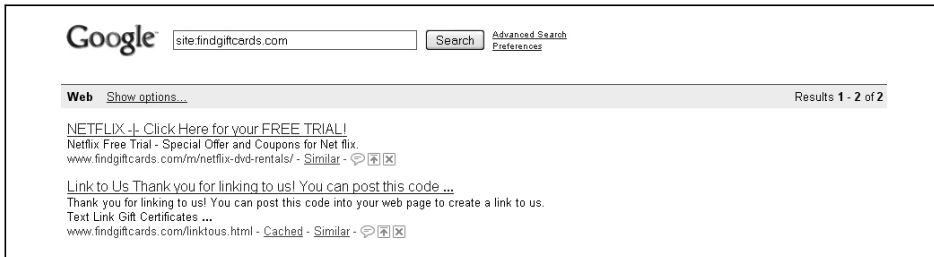 Google site:findgiftcards.com Search Advanced Search
Preferences
Web Show options... Results 1 - 2 of 2
NETFLIX -|- Click Here for your FREE TRIAL!
Netflix Free Trial - Special Offer and Coupons for Net flix.
www.findgiftcards.com/m/netflix-dvd-rentals/ - Similar -
Link to Us Thank you for linking to us! You can post this code ...
Thank you for linking to us! You can post this code into your web page to create a link to us.
Text Link Gift Certificates ...
www.findgiftcards.com/linktous.html - Cached - Similar -